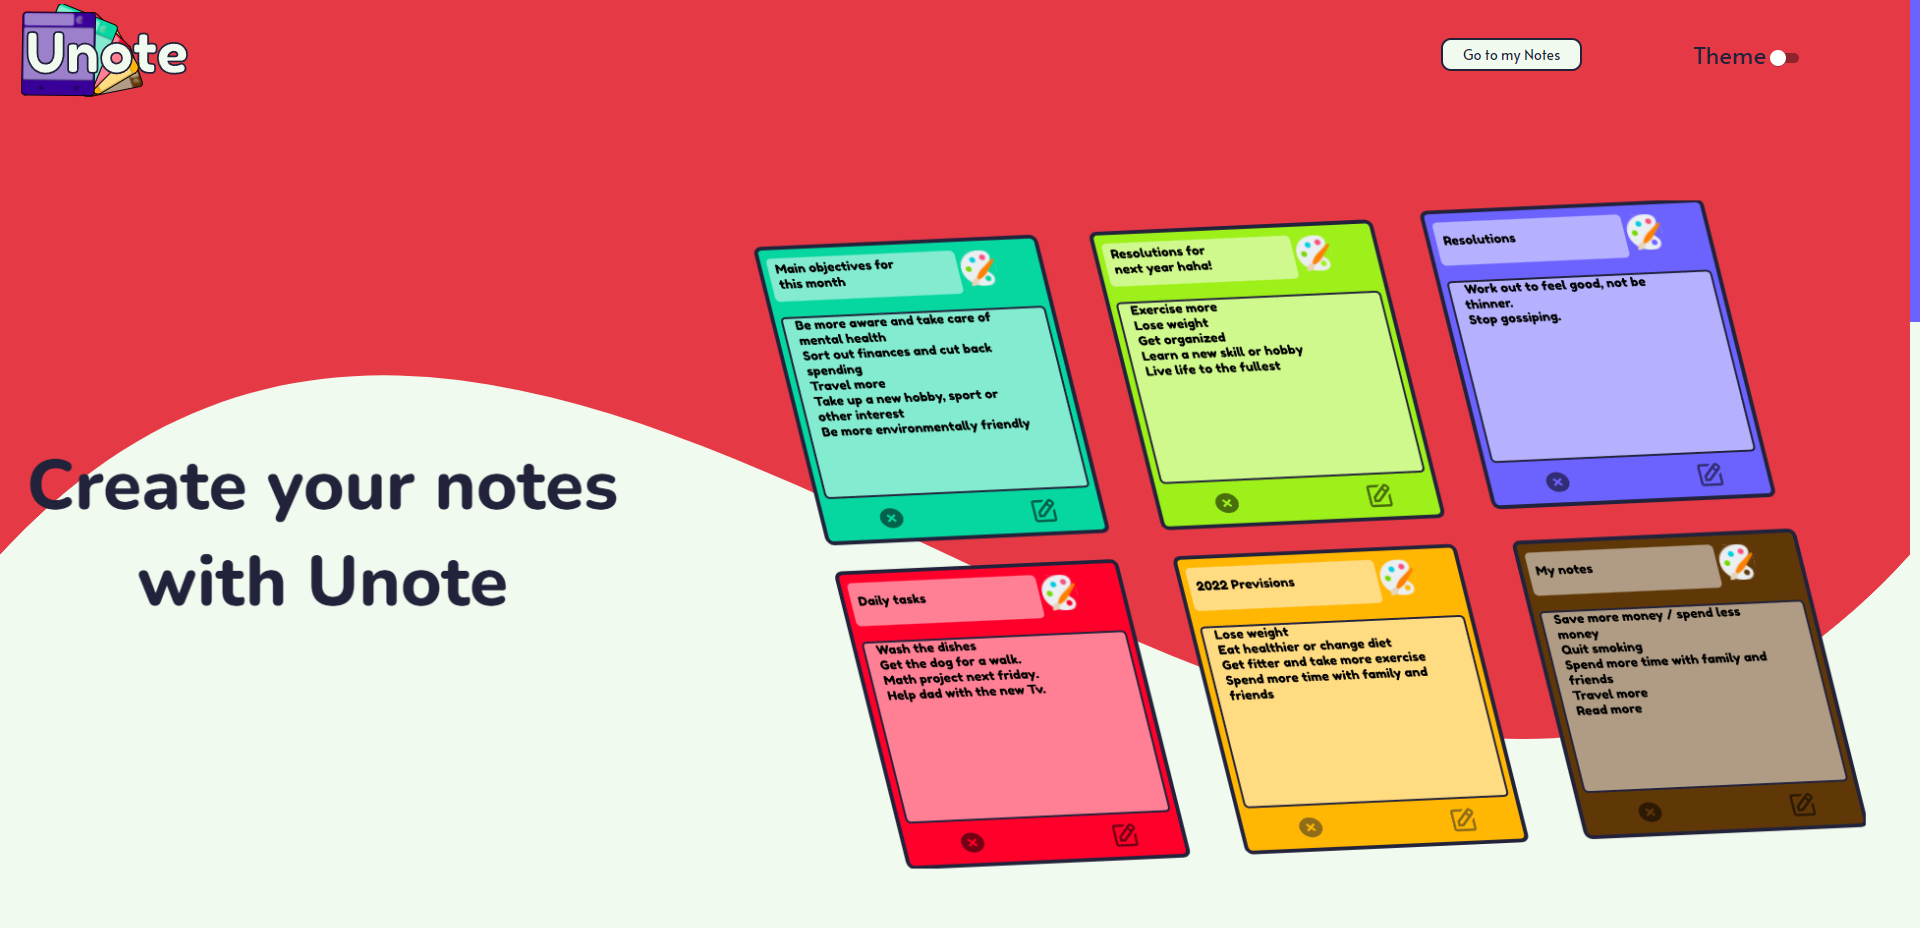 Unote
Go to my Notes
Theme
Create your notes
with Unote
Main objectives for
this month
Be more aware and take care of
mental health
Sort out finances and cut back
spending
Travel more
Take up a new hobby, sport or
other interest
Be more environmentally friendly
Resolutions for
next year haha!
Exercise more
Lose weight
Get organized
Learn a new skill or hobby
Live life to the fullest
Resolutions
Work out to feel good, not be
thinner.
Stop gossiping.
Daily tasks
Wash the dishes
Get the dog for a walk.
Math project next friday.
Help dad with the new Tv.
2022 Previsions
Lose weight
Eat healthier or change diet
Get fitter and take more exercise
Spend more time with family and
friends
My notes
Save more money / spend less
money
Quit smoking
Spend more time with family and
friends
Travel more
Read more